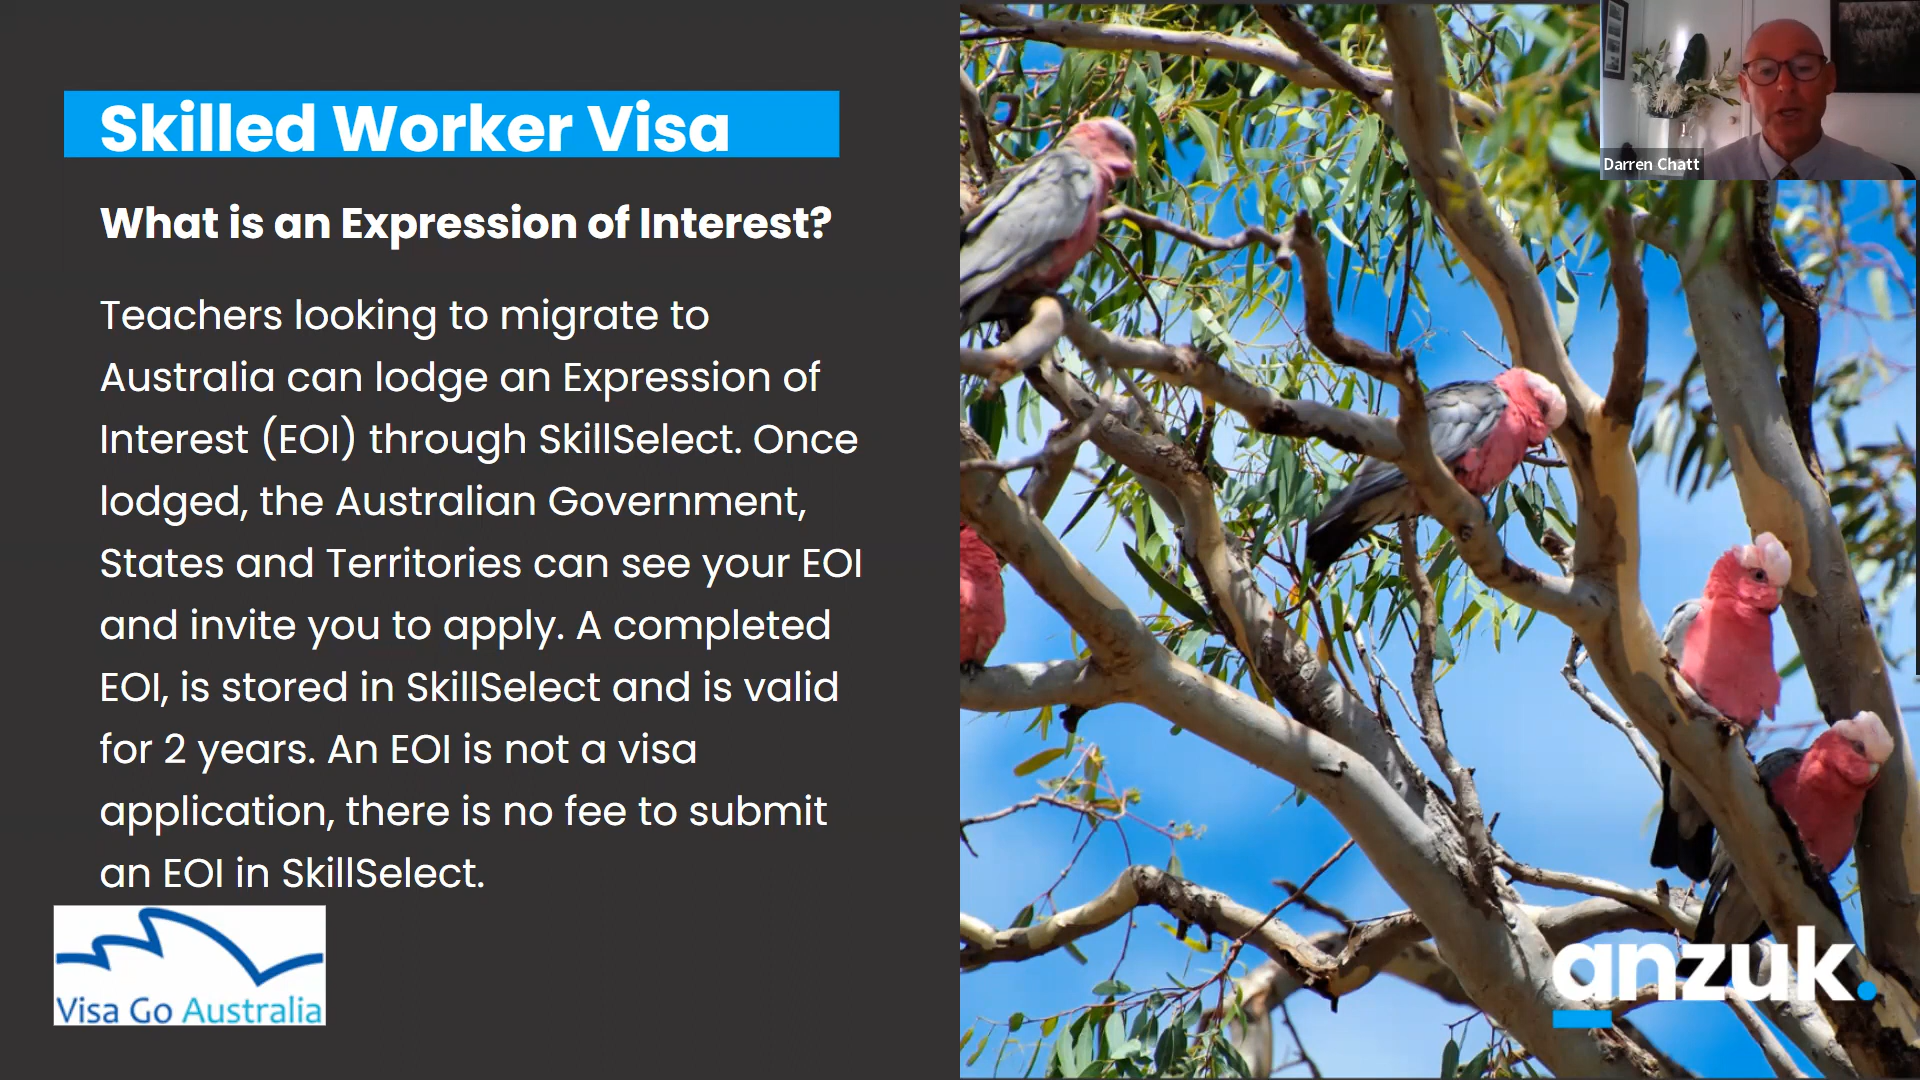 Skilled Worker Visa
What is an Expression of Interest?
Teachers looking to migrate to
Australia can lodge an Expression of
Interest (EOI) through SkillSelect. Once
lodged, the Australian Government,
States and Territories can see your EOI
and invite you to apply. A completed
EOI, is stored in SkillSelect and is valid
for 2 years. An EOI is not a visa
application, there is no fee to submit
an EOI in SkillSelect.
Visa Go Australia
Darren Chatt
anzuk.